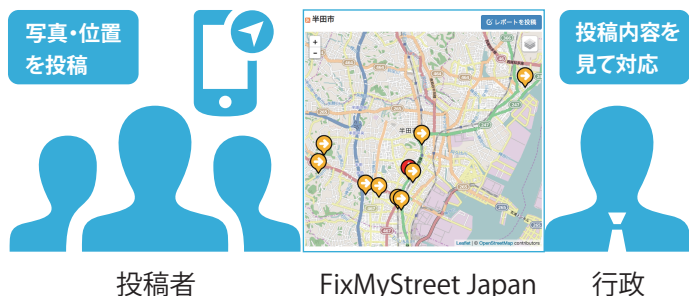 写真・位置
を投稿
半田市
レポートを投稿
+
-
半田
Leaflet | © OpenStreetMap contributors
投稿内容を
見て対応
投稿者
FixMyStreet Japan
行政